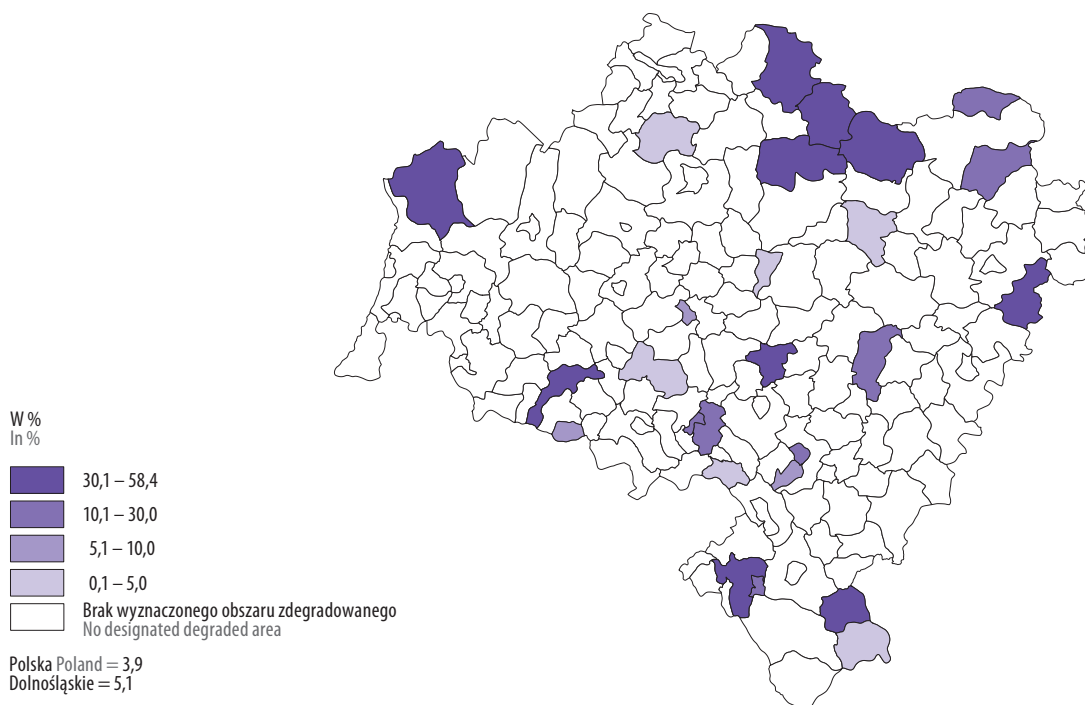 W %
In %
30,1 – 58,4
10,1 – 30,0
5,1 – 10,0
0,1 – 5,0
Brak wyznaczonego obszaru zdegradowanego
No designated degraded area
Polska Poland = 3,9
Dolnośląskie = 5,1